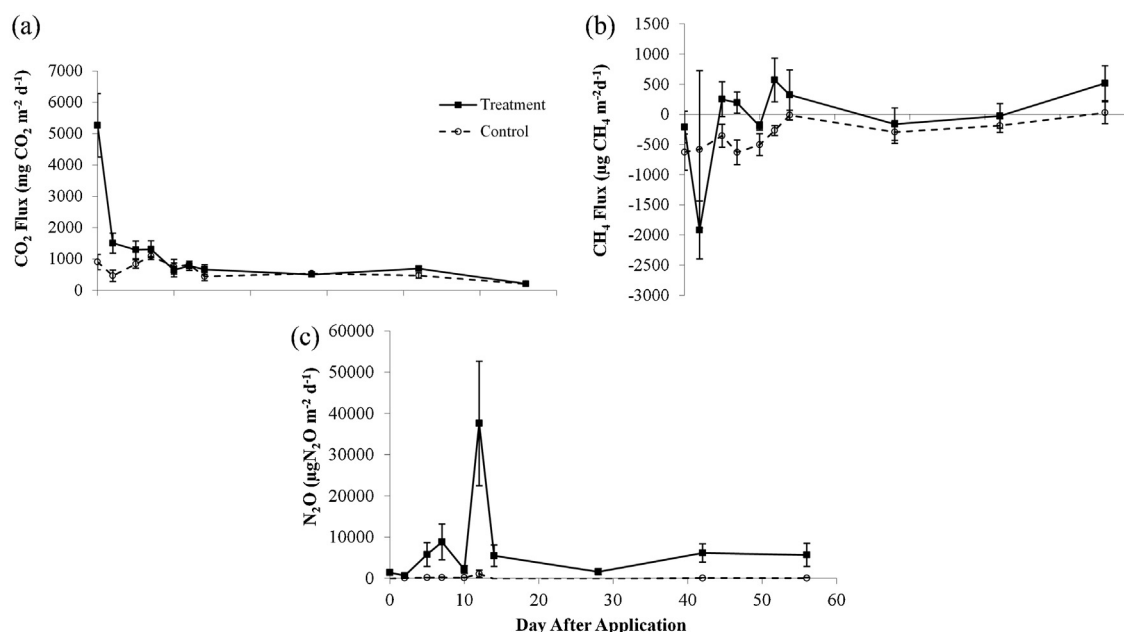 (a)
CO₂ Flux (mg CO₂ m⁻² d⁻¹)
7000
6000
5000
4000
3000
2000
1000
0
Treatment
Control
(b)
CH₄ Flux (µg CH₄ m⁻²d⁻¹)
1500
1000
500
0
-500
-1000
-1500
-2000
-2500
-3000
(c)
N₂O (µgN₂O m⁻² d⁻¹)
60000
50000
40000
30000
20000
10000
0
0 10 20 30 40 50 60
Day After Application